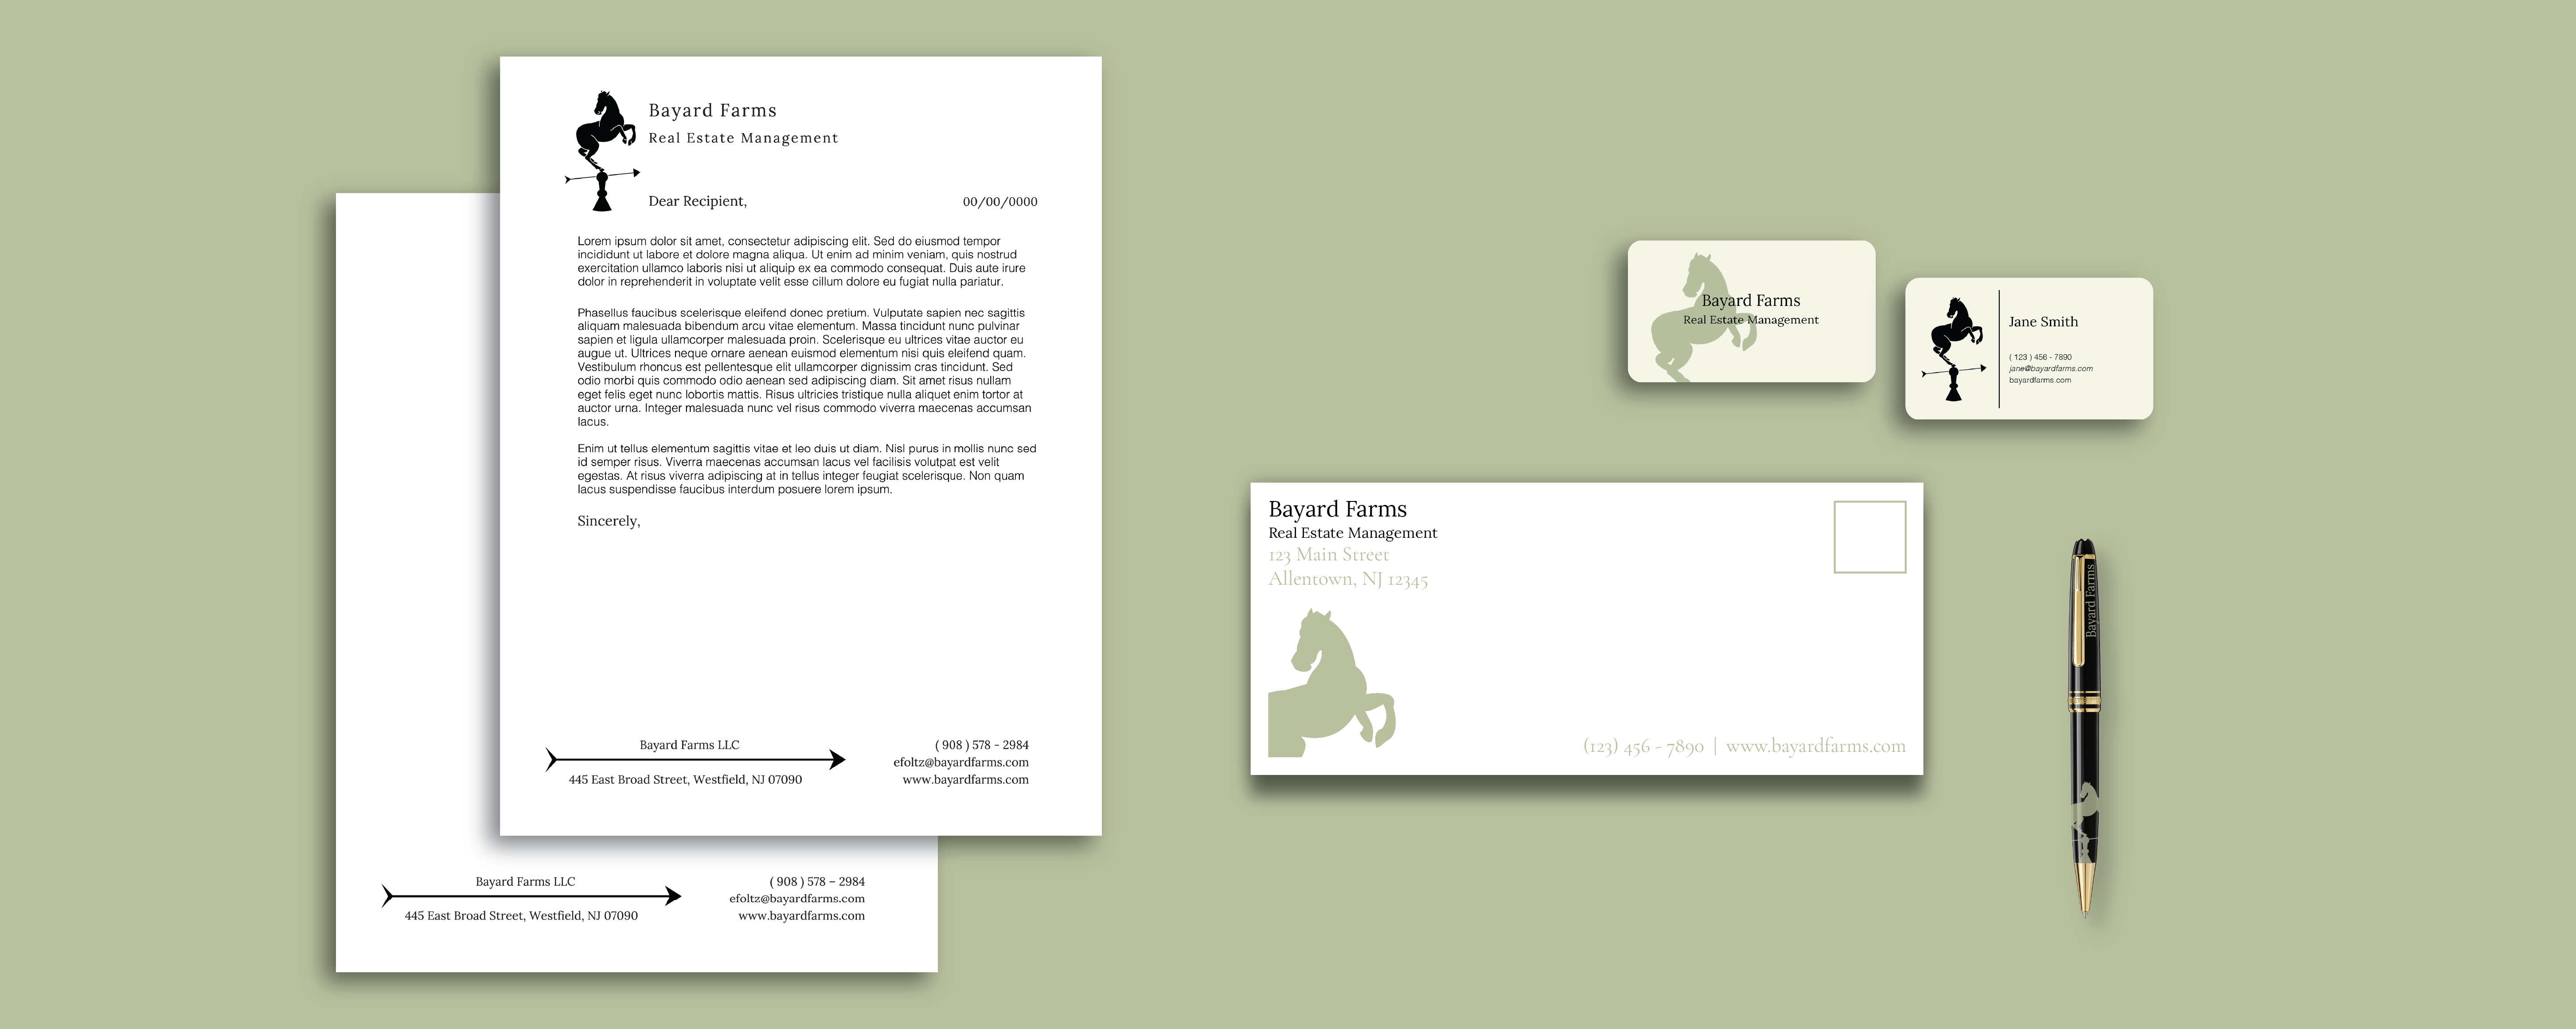 Bayard Farms
Real Estate Management
Dear Recipient,
00/00/0000
Lorem ipsum dolor sit amet, consectetur adipiscing elit. Sed do eiusmod tempor
incididunt ut labore et dolore magna aliqua. Ut enim ad minim veniam, quis nostrud
exercitation ullamco laboris nisi ut aliquip ex ea commodo consequat. Duis aute irure
dolor in reprehenderit in voluptate velit esse cillum dolore eu fugiat nulla pariatur.
Phasellus faucibus scelerisque eleifend donec pretium. Vulputate sapien nec sagittis
aliquam malesuada bibendum arcu vitae elementum. Massa tincidunt nunc pulvinar
sapien et ligula ullamcorper malesuada proin. Scelerisque eu ultrices vitae auctor eu
augue ut. Ultrices neque ornare aenean euismod elementum nisi quis eleifend quam.
Vestibulum rhoncus est pellentesque elit ullamcorper dignissim cras tincidunt. Sed
odio morbi quis commodo odio aenean sed adipiscing diam. Sit amet risus nullam
eget felis eget nunc lobortis mattis. Risus ultricies tristique nulla aliquet enim tortor at
auctor urna. Integer malesuada nunc vel risus commodo viverra maecenas accumsan
lacus.
Enim ut tellus elementum sagittis vitae et leo duis ut diam. Nisl purus in mollis nunc sed
id semper risus. Viverra maecenas accumsan lacus vel facilisis volutpat est velit
egestas. At risus viverra adipiscing at in tellus integer feugiat scelerisque. Non quam
lacus suspendisse faucibus interdum posuere lorem ipsum.
Sincerely,
Bayard Farms LLC
445 East Broad Street, Westfield, NJ 07090
( 908 ) 578 - 2984
efoltz@bayardfarms.com
www.bayardfarms.com
Bayard Farms LLC
445 East Broad Street, Westfield, NJ 07090
( 908 ) 578 – 2984
efoltz@bayardfarms.com
www.bayardfarms.com
Bayard Farms
Real Estate Management
Jane Smith
( 123 ) 456 - 7890
jane@bayardfarms.com
bayardfarms.com
Bayard Farms
Real Estate Management
123 Main Street
Allentown, NJ 12345
(123) 456 - 7890 | www.bayardfarms.com
Bayard Farms